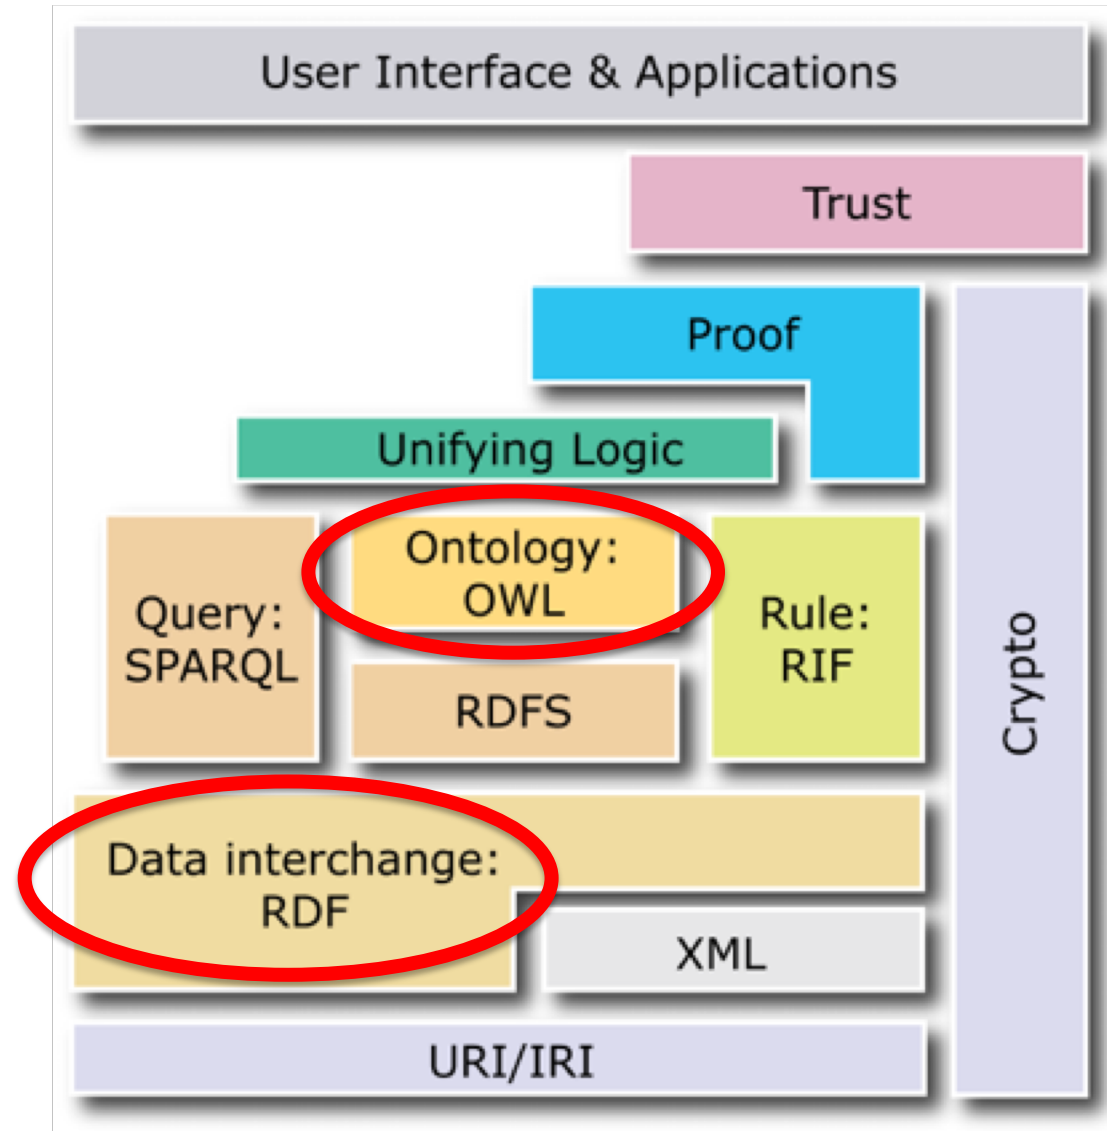 User Interface & Applications
Trust
Proof
Unifying Logic
Ontology:
OWL
Query:
SPARQL
Rule:
RIF
RDFS
Crypto
Data interchange:
RDF
XML
URI/IRI